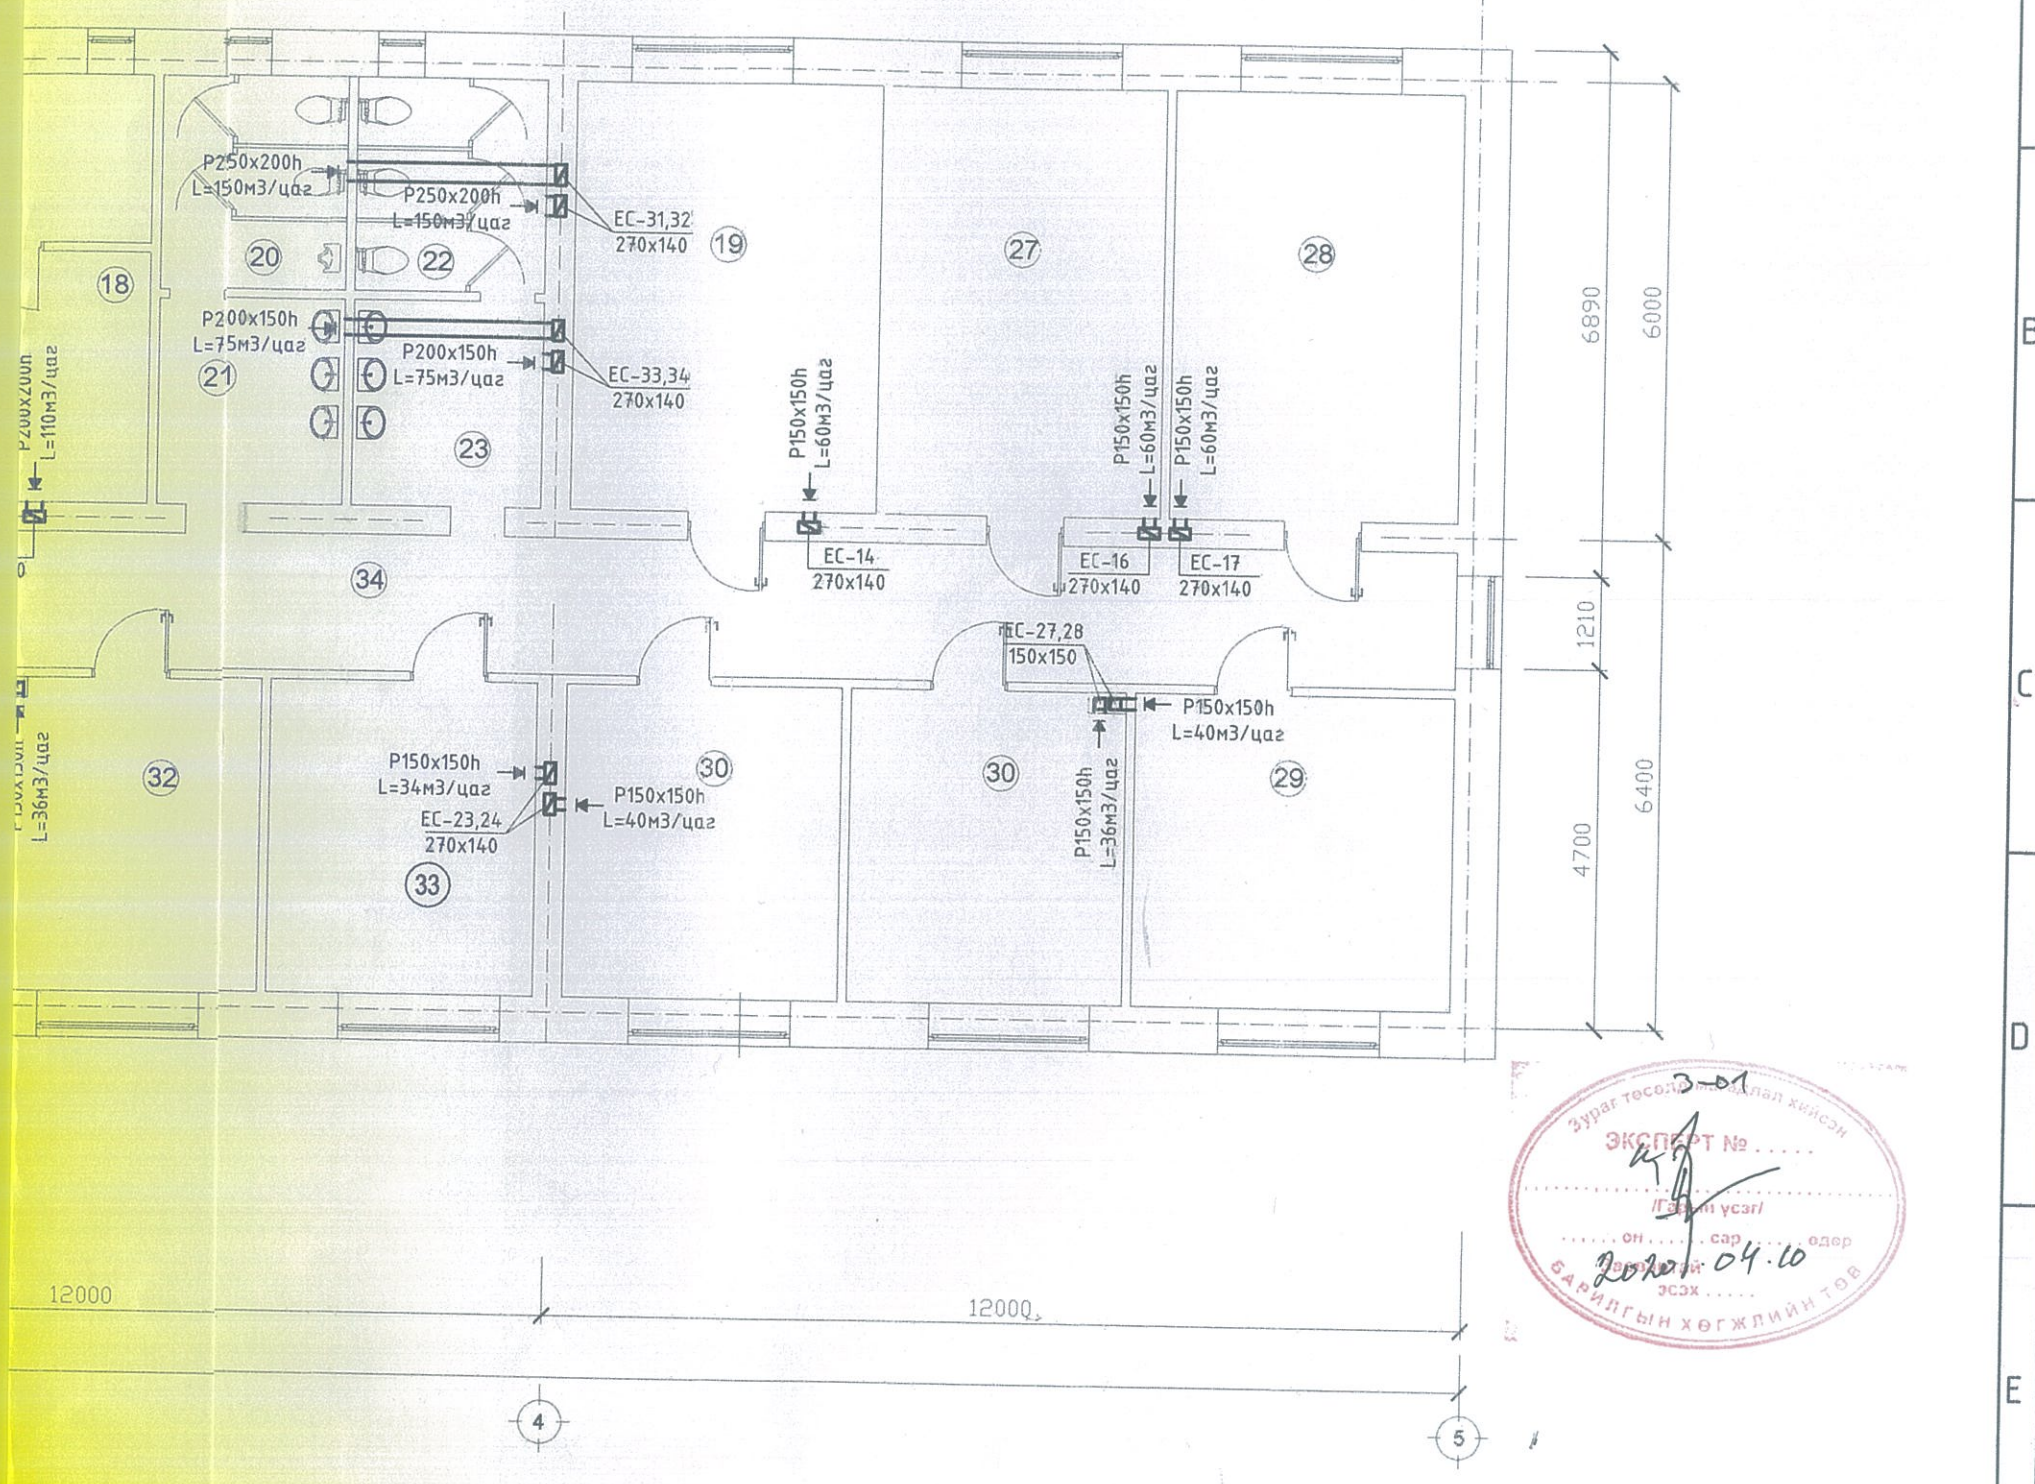 P250x200h
L=150м3/цаг
P250x200h
L=150м3/цаг
EC-31,32
270x140
18
20
22
19
27
28
P200x150h
L=75м3/цаг
P200x150h
L=75м3/цаг
EC-33,34
270x140
21
23
P200x200h
L=110м3/цаг
P150x150h
L=60м3/цаг
P150x150h
L=60м3/цаг
P150x150h
L=60м3/цаг
EC-14
270x140
EC-16
270x140
EC-17
270x140
34
EC-27,28
150x150
P150x150h
L=40м3/цаг
P150x150h
L=36м3/цаг
P150x150h
L=36м3/цаг
P150x150h
L=34м3/цаг
P150x150h
L=40м3/цаг
EC-23,24
270x140
32
33
30
30
29
6890
6000
1210
6400
4700
12000
12000
4
5
B
C
D
E
3-01
Зураг төсөлд магадлал хийсэн
ЭКСПЕРТ №.....
/Гарын үсэг/
...... он ...... сар ...... өдөр
2020. 04.10
эсэх .....
БАРИЛГЫН ХӨГЖЛИЙН ТӨВ